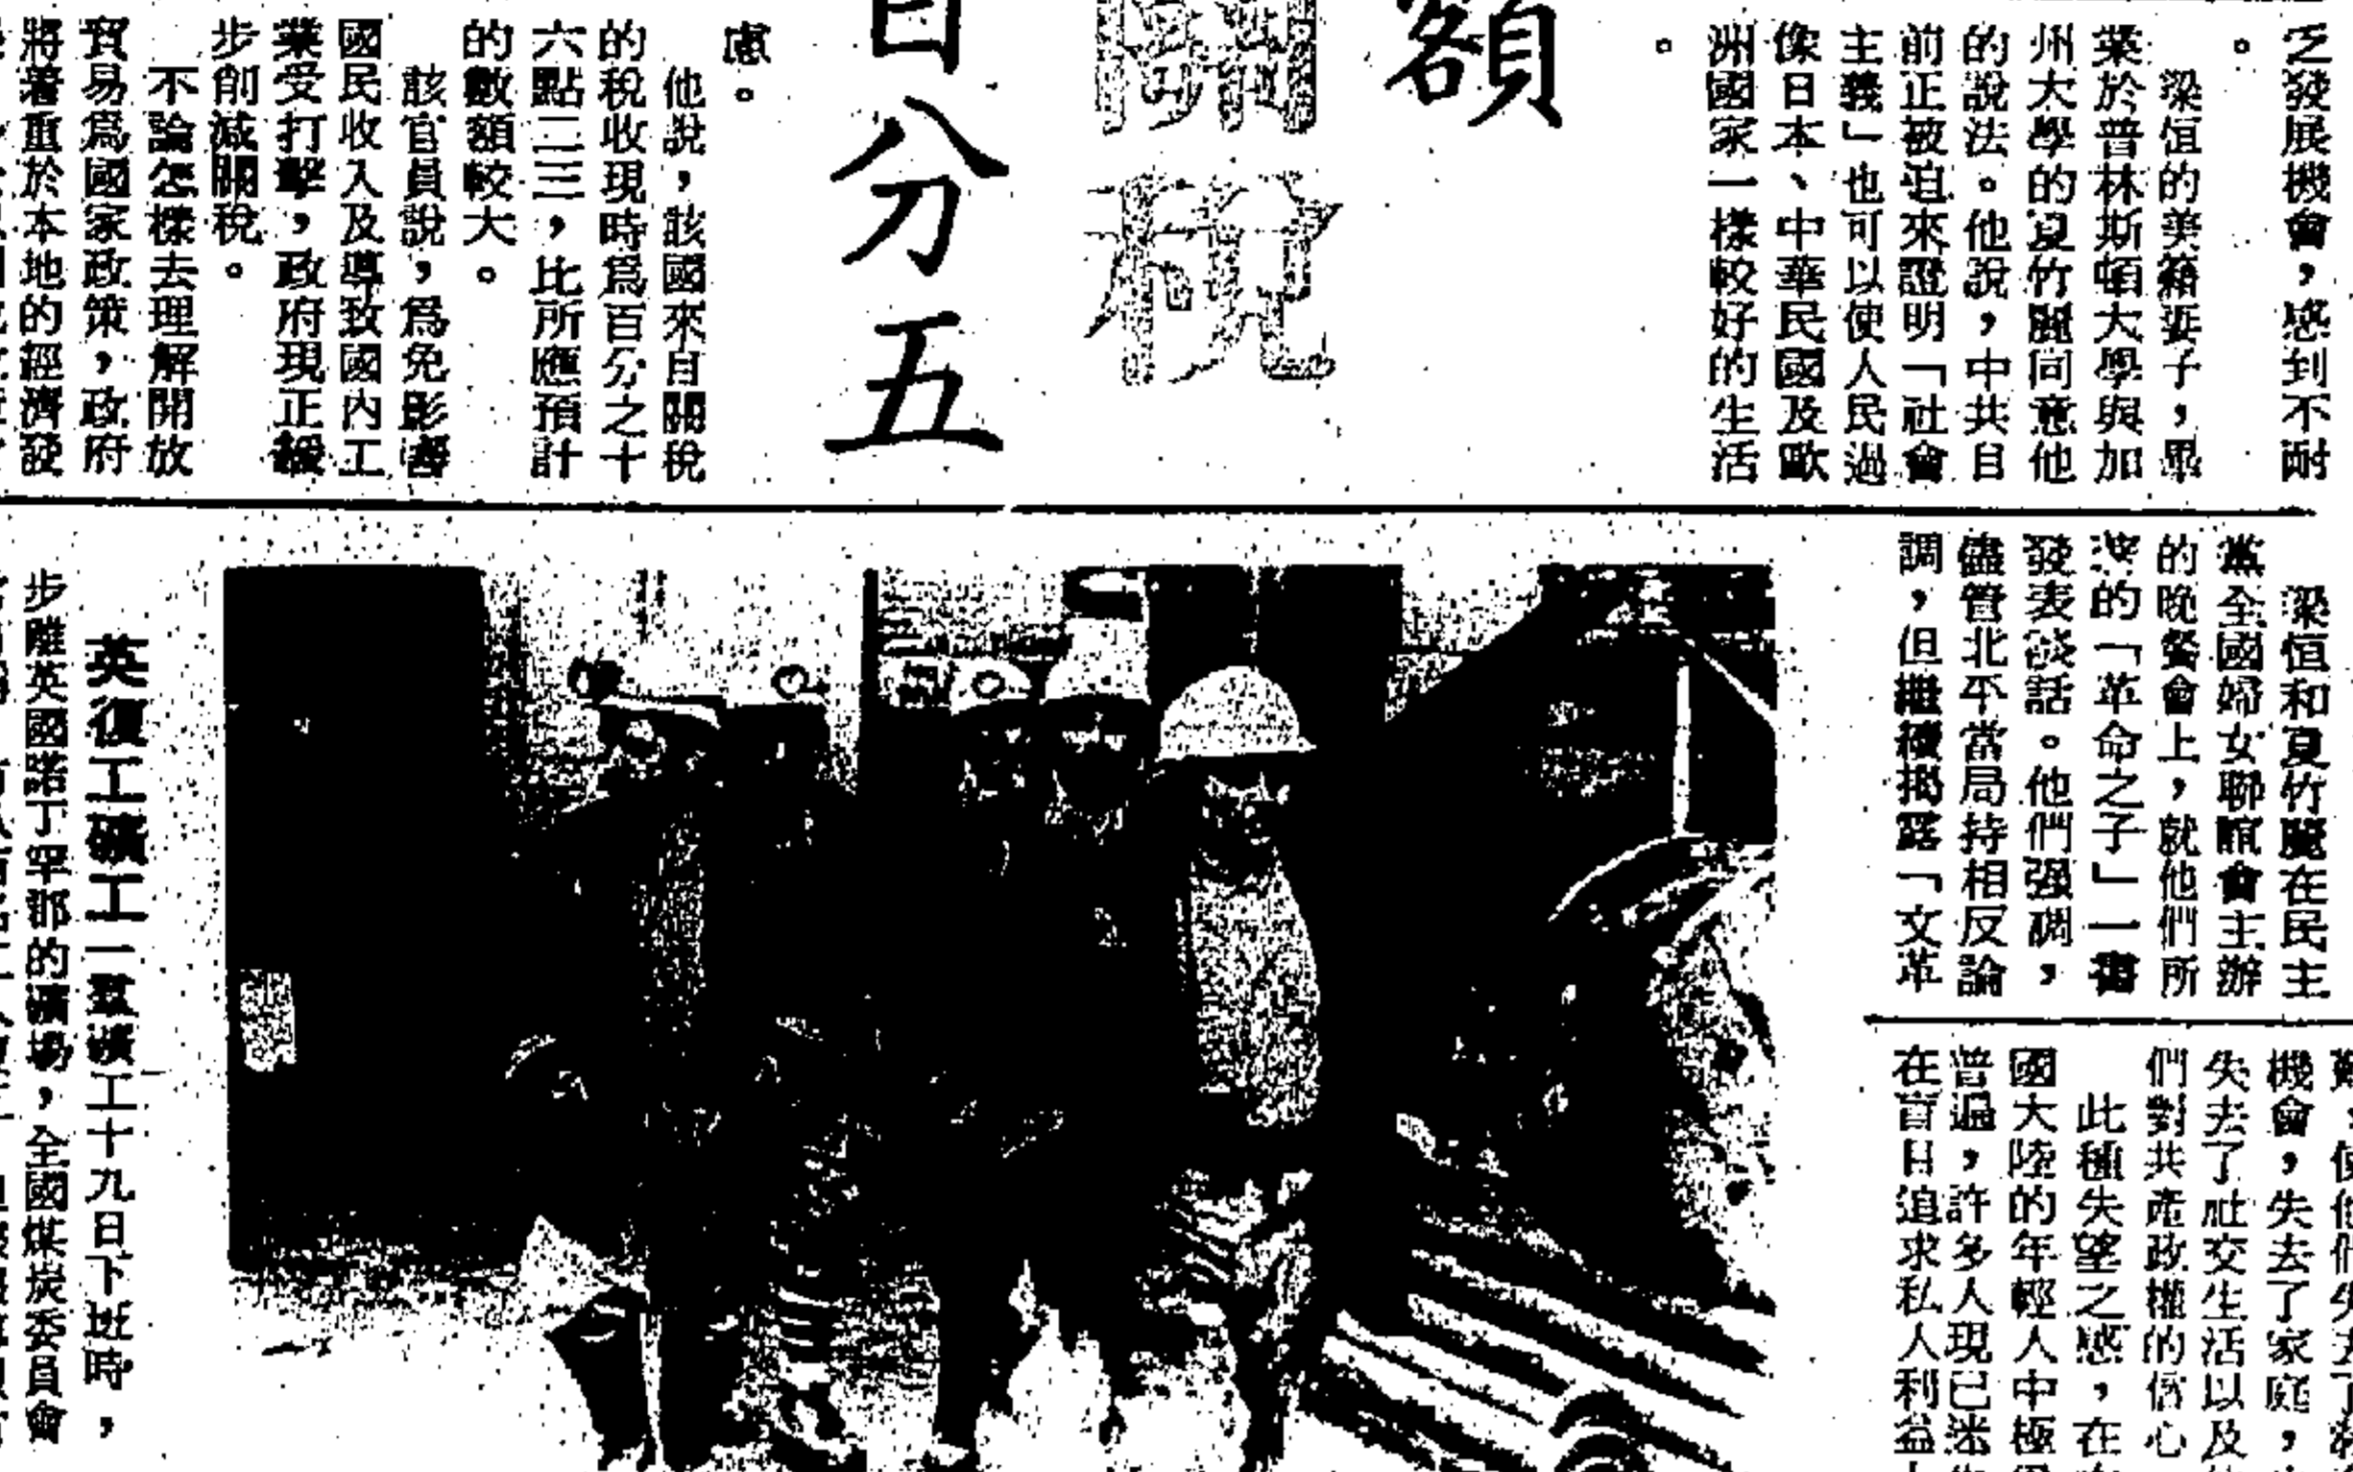 乏發展機會，感到不耐
。
梁恒的美籍妻子，畢
業於普林斯頓大學與加
州大學的夏竹麗同意他
的說法。他說，中共目
前正被迫來證明「社會
主義」也可以使人民過
像日本、中華民國及歐
洲國家一樣較好的生活
。
額
關稅
百分五
慮。
他說，該國來自關稅
的稅收現時爲百分之十
六點二三，比所應預計
的數額較大。
該官員說，爲免影響
國民收入及導致國內工
業受打擊，政府現正緩
步削減關稅。
不論怎樣去理解開放
貿易爲國家政策，政府
將着重於本地的經濟發
梁恒和夏竹麗在民主
黨全國婦女聯誼會主辦
的晚餐會上，就他們所
的「革命之子」一書
發表談話。他們强調，
儘管北平當局持相反論
調，但繼續揭露「文革
機會，失去了家庭，
失去了社交生活以及
們對共產政權的信心
此種失望之感，在
國大陸的年輕人中極
普遍，許多人現已迷
在盲目追求私人利益
英復工礦工一羣礦工十九日下班時，
步離英國諾丁罕郡的礦場，全國煤炭委員會